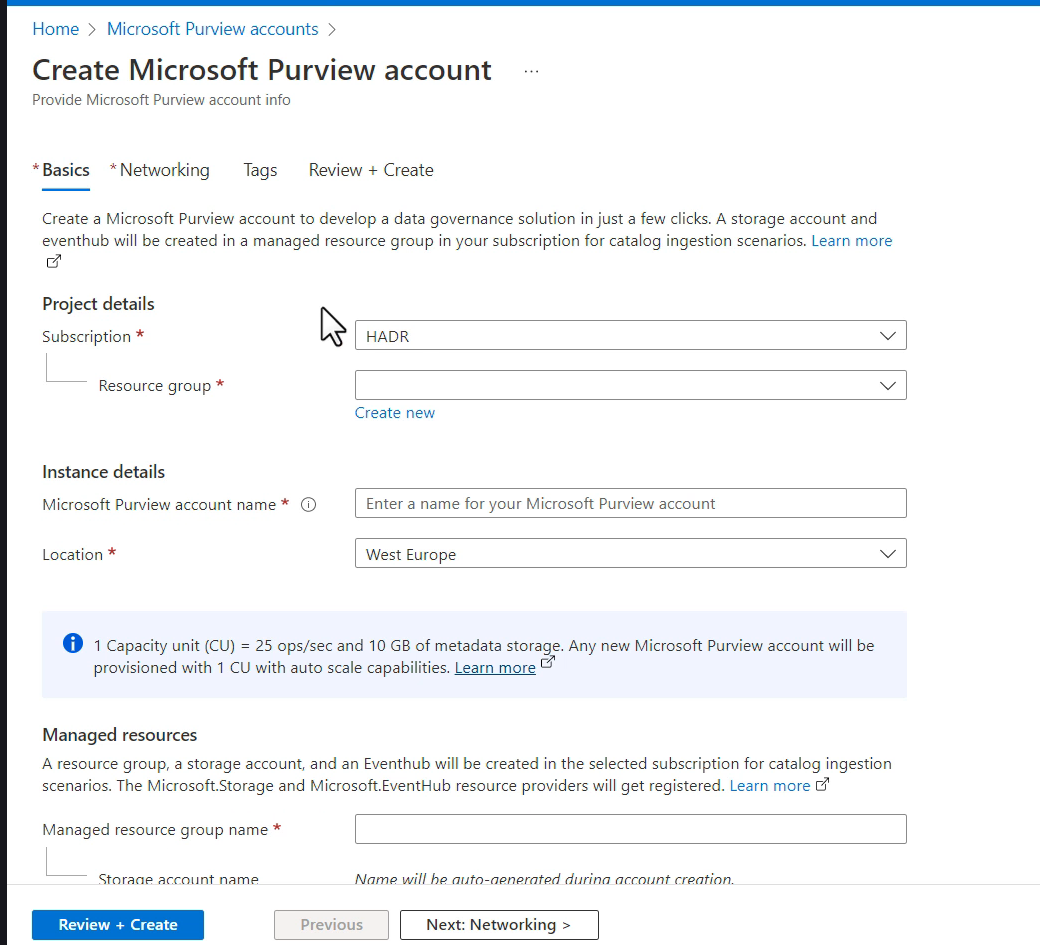 Home > Microsoft Purview accounts >
Create Microsoft Purview account ...
Provide Microsoft Purview account info
* Basics * Networking Tags Review + Create
Create a Microsoft Purview account to develop a data governance solution in just a few clicks. A storage account and
eventhub will be created in a managed resource group in your subscription for catalog ingestion scenarios. Learn more
Project details
Subscription * HADR
Resource group *
Create new
Instance details
Microsoft Purview account name * Enter a name for your Microsoft Purview account
Location * West Europe
1 Capacity unit (CU) = 25 ops/sec and 10 GB of metadata storage. Any new Microsoft Purview account will be
provisioned with 1 CU with auto scale capabilities. Learn more
Managed resources
A resource group, a storage account, and an Eventhub will be created in the selected subscription for catalog ingestion
scenarios. The Microsoft.Storage and Microsoft.EventHub resource providers will get registered. Learn more
Managed resource group name *
Storage account name Name will be auto-generated during account creation.
Review + Create Previous Next: Networking >